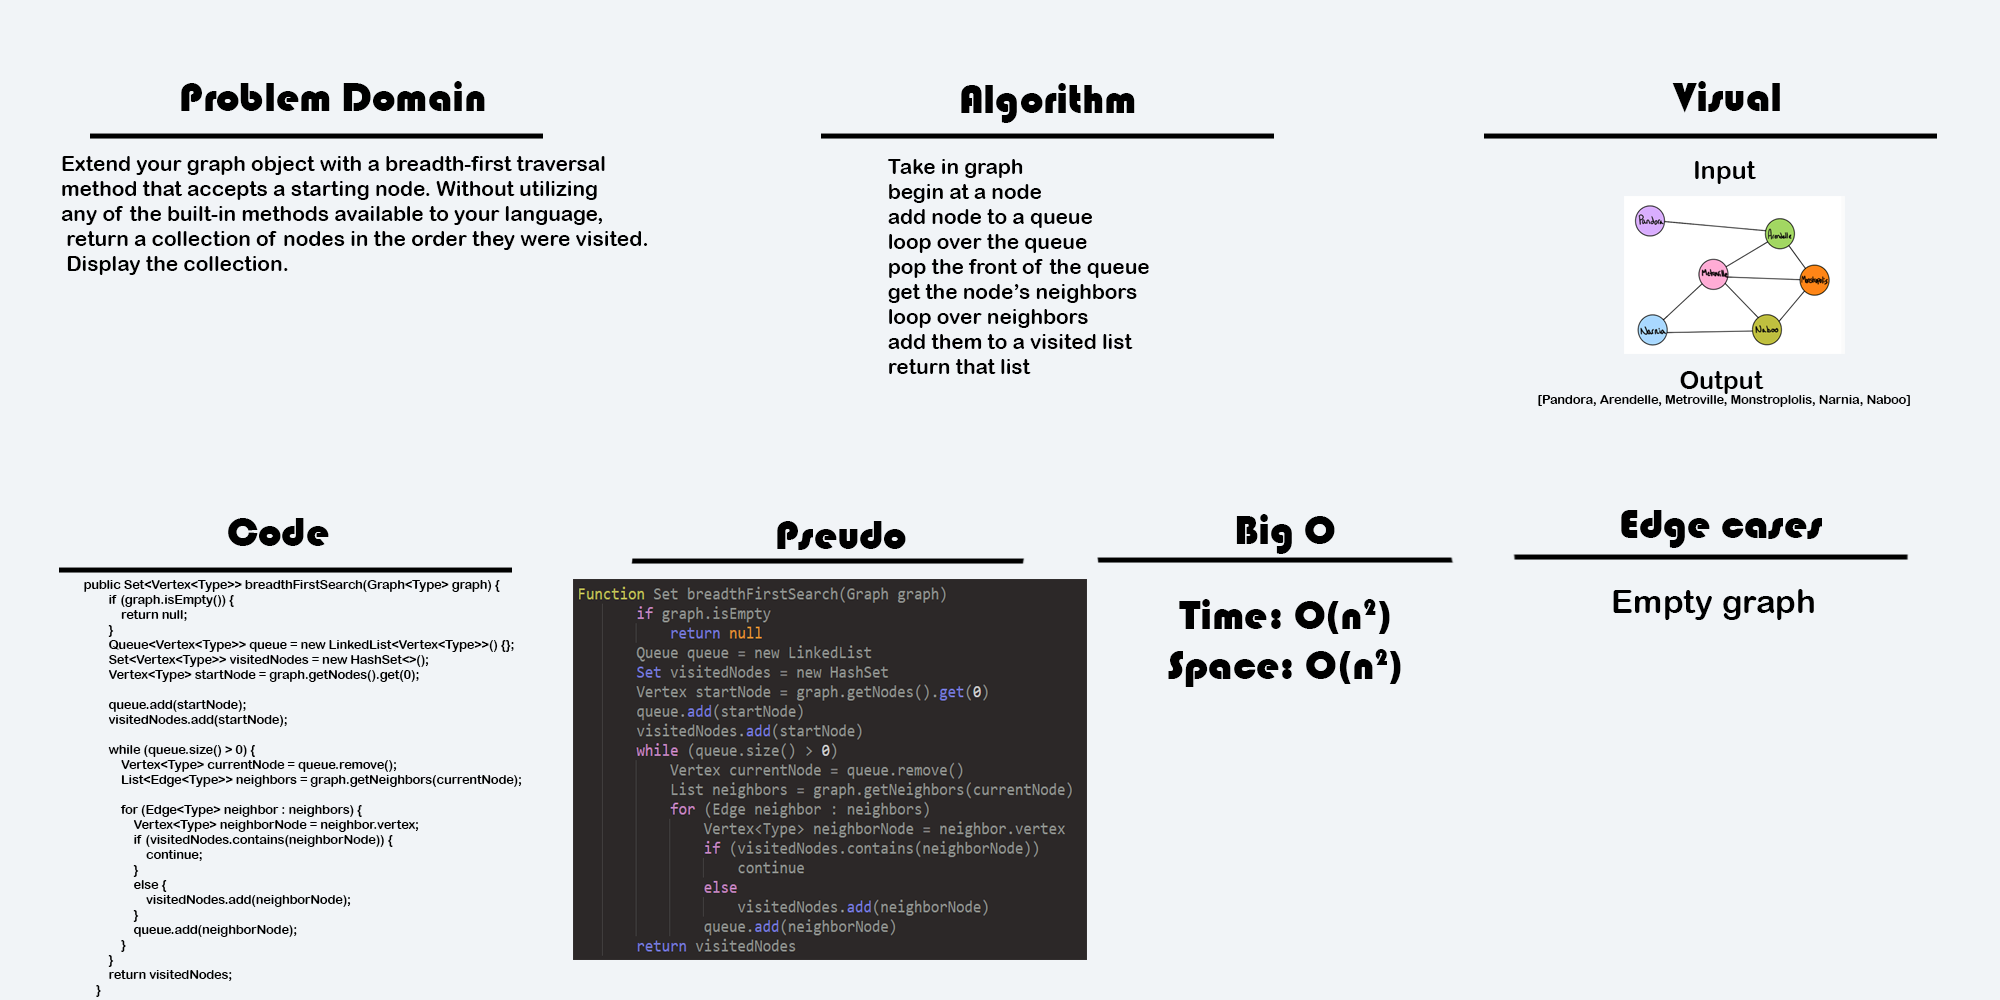 Problem Domain
Extend your graph object with a breadth-first traversal
method that accepts a starting node. Without utilizing
any of the built-in methods available to your language,
return a collection of nodes in the order they were visited.
Display the collection.
Algorithm
Take in graph
begin at a node
add node to a queue
loop over the queue
pop the front of the queue
get the node’s neighbors
loop over neighbors
add them to a visited list
return that list
Visual
Input
Pandora
Arendelle
Metroville
Narnia
Naboo
Output
[Pandora, Arendelle, Metroville, Monstroplolis, Narnia, Naboo]
Code
public Set<Vertex<Type>> breadthFirstSearch(Graph<Type> graph) {
if (graph.isEmpty()) {
return null;
}
Queue<Vertex<Type>> queue = new LinkedList<Vertex<Type>>() {};
Set<Vertex<Type>> visitedNodes = new HashSet<>();
Vertex<Type> startNode = graph.getNodes().get(0);
queue.add(startNode);
visitedNodes.add(startNode);
while (queue.size() > 0) {
Vertex<Type> currentNode = queue.remove();
List<Edge<Type>> neighbors = graph.getNeighbors(currentNode);
for (Edge<Type> neighbor : neighbors) {
Vertex<Type> neighborNode = neighbor.vertex;
if (visitedNodes.contains(neighborNode)) {
continue;
}
else {
visitedNodes.add(neighborNode);
}
queue.add(neighborNode);
}
}
return visitedNodes;
}
Pseudo
Function Set breadthFirstSearch(Graph graph)
if graph.isEmpty
return null
Queue queue = new LinkedList
Set visitedNodes = new HashSet
Vertex startNode = graph.getNodes().get(0)
queue.add(startNode)
visitedNodes.add(startNode)
while (queue.size() > 0)
Vertex currentNode = queue.remove()
List neighbors = graph.getNeighbors(currentNode)
for (Edge neighbor : neighbors)
Vertex<Type> neighborNode = neighbor.vertex
if (visitedNodes.contains(neighborNode))
continue
else
visitedNodes.add(neighborNode)
queue.add(neighborNode)
return visitedNodes
Big O
Time: O(n²)
Space: O(n²)
Edge cases
Empty graph